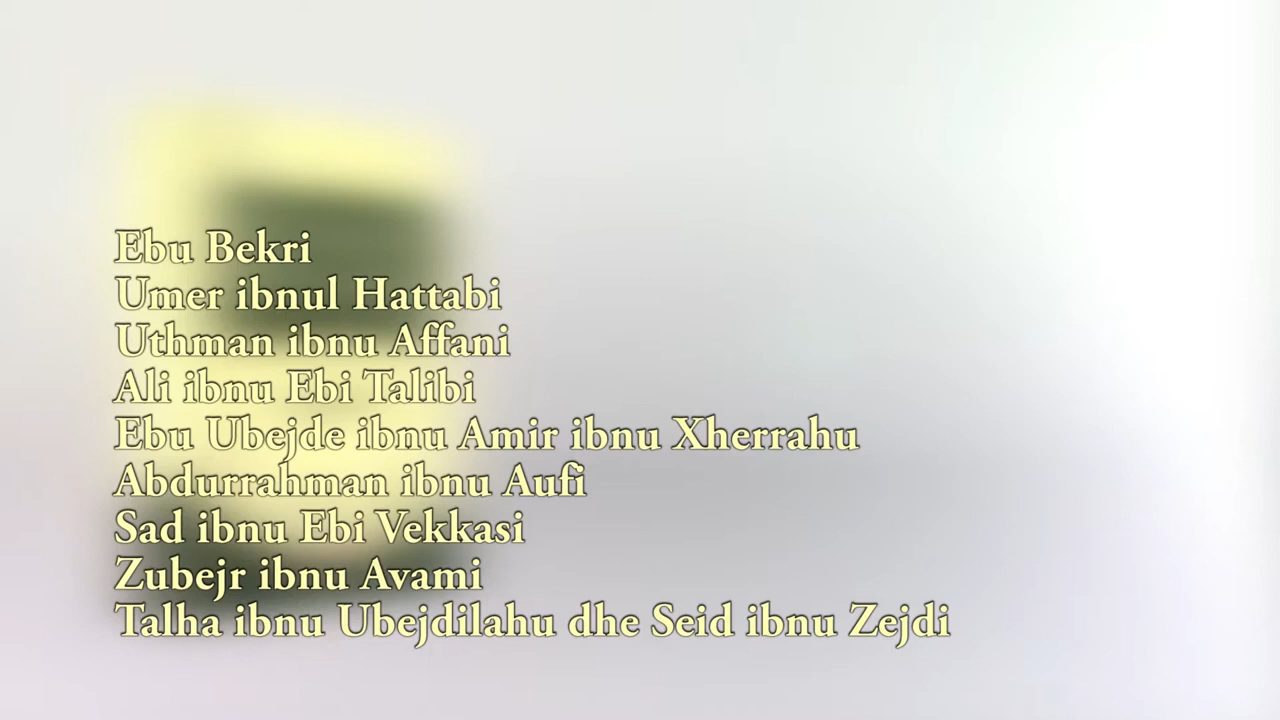 Ebu Bekri
Umer ibnul Hattabi
Uthman ibnu Affani
Ali ibnu Ebi Talibi
Ebu Ubejde ibnu Amir ibnu Xherrahu
Abdurrahman ibnu Aufi
Sad ibnu Ebi Vekkasi
Zubejr ibnu Avami
Talha ibnu Ubejdilahu dhe Seid ibnu Zejdi